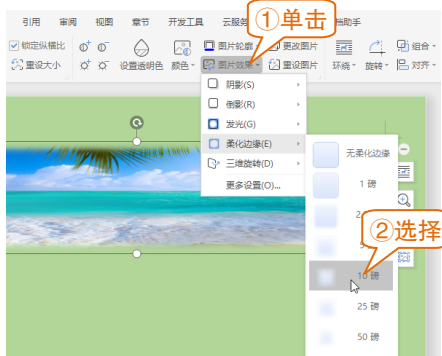 引用 审阅 视图 章节 开发工具 云服务 档助手
①单击
锁定纵横比 图片轮廓 更改图片 组合
重设大小 设置透明色 颜色 图片效果 重设图片 环绕 旋转 对齐
阴影(S)
倒影(R)
发光(G)
柔化边缘(E)
三维旋转(D)
更多设置(O)...
无柔化边缘
1 磅
②选择
10 磅
25 磅
50 磅